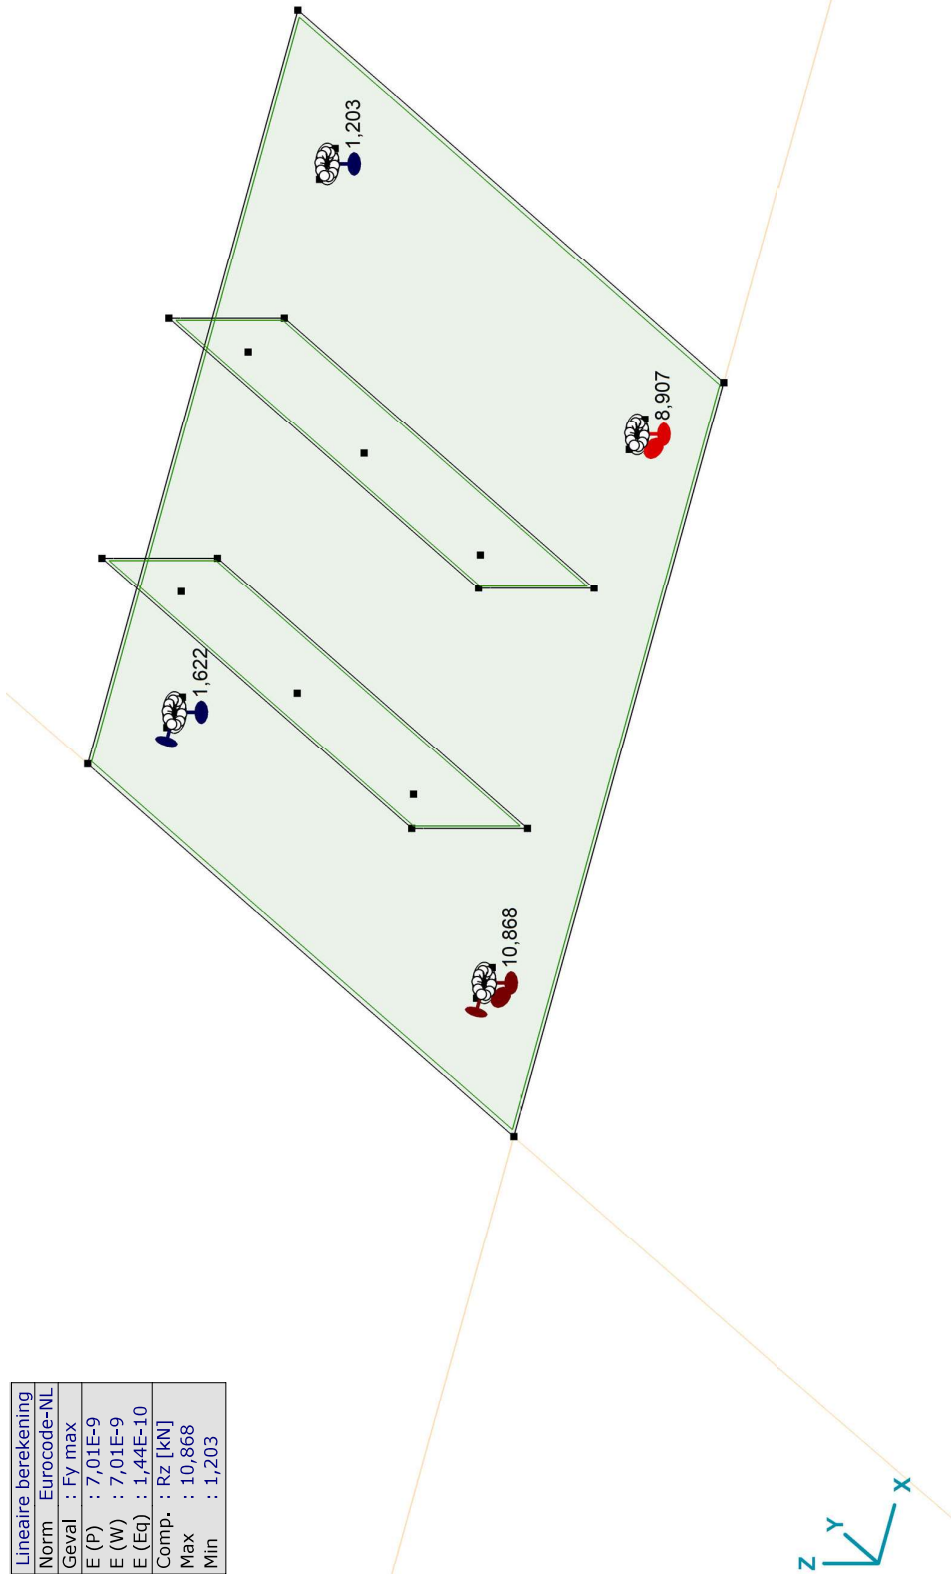 Lineaire berekening
Norm Eurocode-NL
Geval : Fy max
E (P) : 7,01E-9
E (W) : 7,01E-9
E (Eq) : 1,44E-10
Comp. : Rz [kN]
Max : 10,868
Min : 1,203
1,203
8,907
1,622
10,868
Z
Y
X